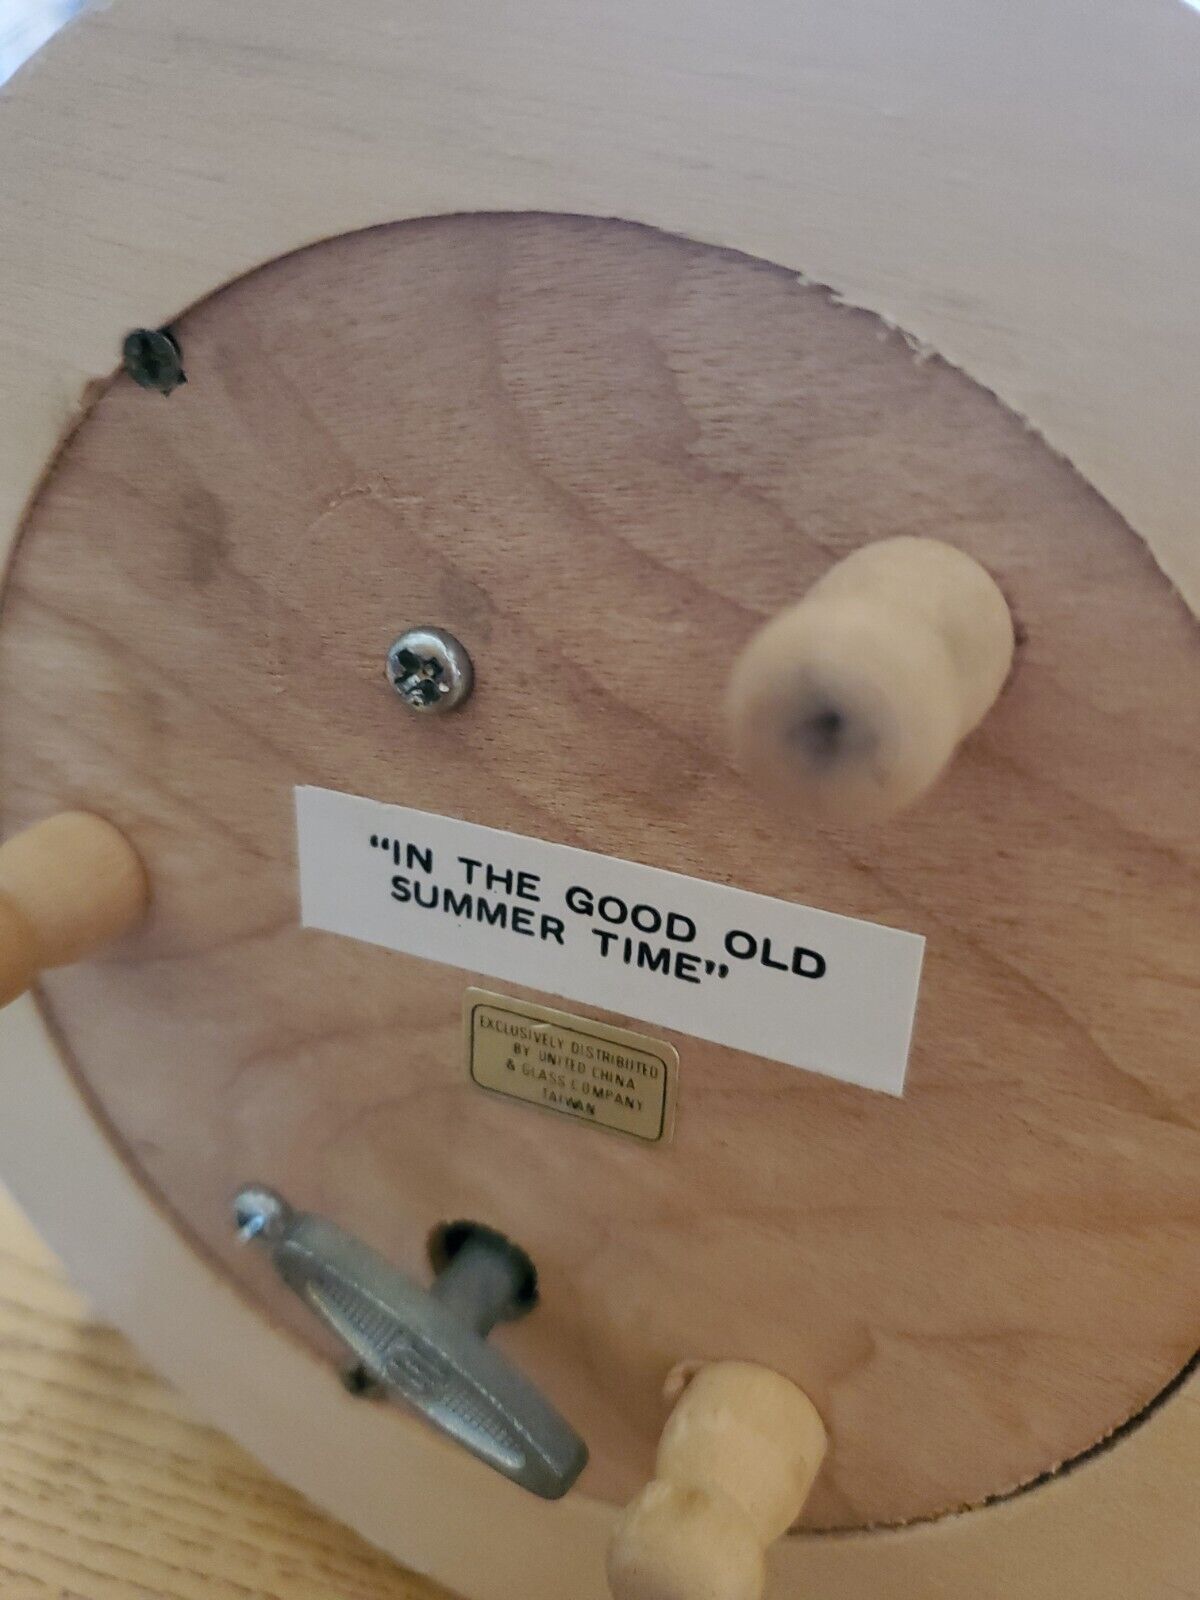 “IN THE GOOD OLD
SUMMER TIME”
EXCLUSIVELY DISTRIBUTED
BY UNITED CHINA
& GLASS COMPANY
TAIWAN